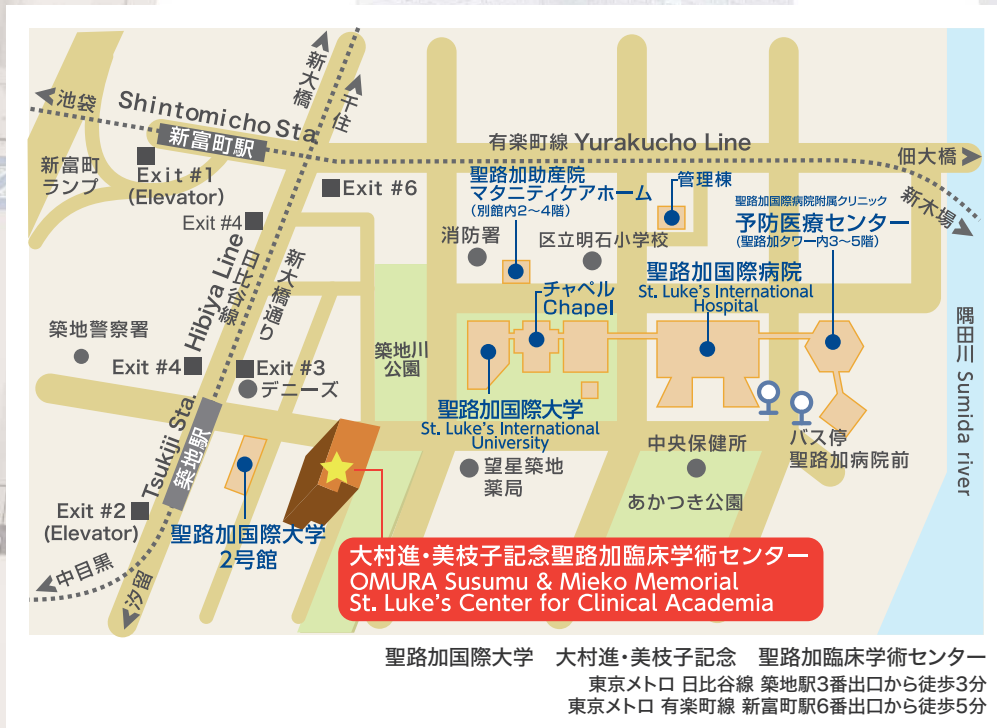 新大橋
千住
池袋
Shintomicho Sta.
新富町駅
有楽町線 Yurakucho Line
佃大橋
新木場
新富町
ランプ
Exit #1
(Elevator)
Exit #6
Exit #4
聖路加助産院
マタニティケアホーム
(別館内2〜4階)
管理棟
聖路加国際病院附属クリニック
予防医療センター
(聖路加タワー内3〜5階)
消防署
区立明石小学校
Hibiya Line
日比谷線
新大橋通り
チャペル
Chapel
聖路加国際病院
St. Luke's International
Hospital
築地警察署
Exit #4
Exit #3
デニーズ
築地川
公園
隅田川 Sumida river
聖路加国際大学
St. Luke's International
University
Tsukiji Sta.
築地駅
望星築地
薬局
中央保健所
バス停
聖路加病院前
あかつき公園
Exit #2
(Elevator)
聖路加国際大学
2号館
中目黒
汐留
大村進・美枝子記念聖路加臨床学術センター
OMURA Susumu & Mieko Memorial
St. Luke's Center for Clinical Academia
聖路加国際大学 大村進・美枝子記念 聖路加臨床学術センター
東京メトロ 日比谷線 築地駅3番出口から徒歩3分
東京メトロ 有楽町線 新富町駅6番出口から徒歩5分